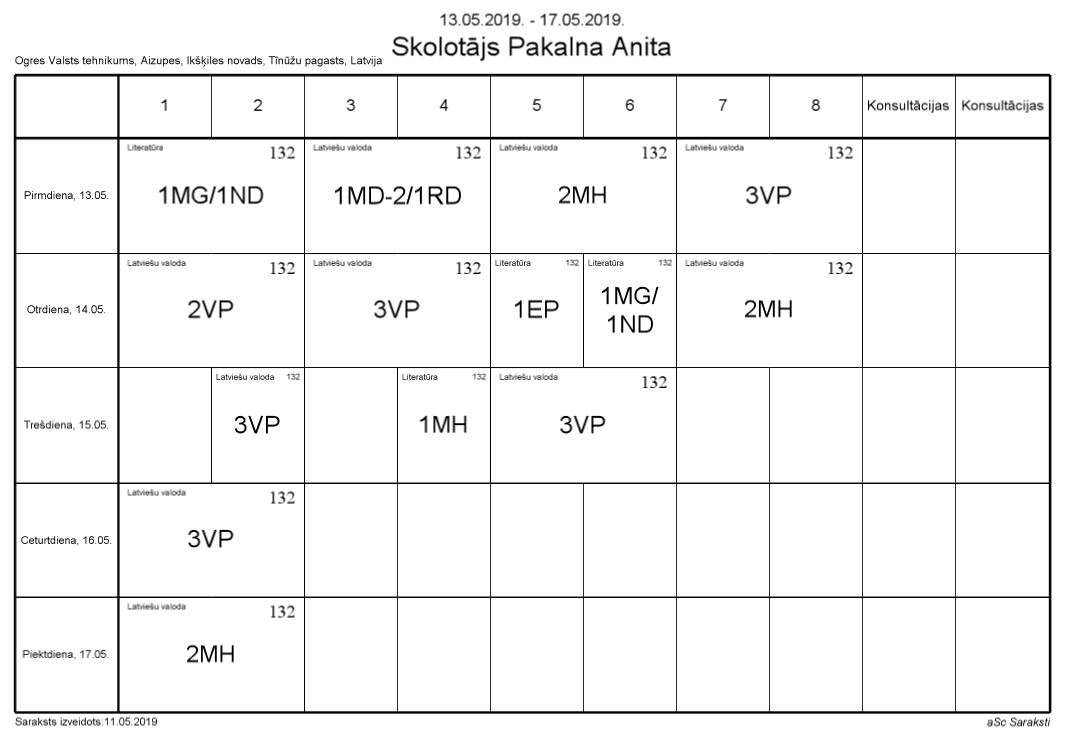 13.05.2019. - 17.05.2019.
Skolotājs Pakalna Anita
Ogres Valsts tehnikums, Aizupes, Ikšķiles novads, Tīnūžu pagasts, Latvija
1 2 3 4 5 6 7 8 Konsultācijas Konsultācijas
Pirmdiena, 13.05.
Literatūra 132
1MG/1ND
Latviešu valoda 132
1MD-2/1RD
Latviešu valoda 132
2MH
Latviešu valoda 132
3VP
Otrdiena, 14.05.
Latviešu valoda 132
2VP
Latviešu valoda 132
3VP
Literatūra 132
1EP
Literatūra 132
1MG/
1ND
Latviešu valoda 132
2MH
Trešdiena, 15.05.
Latviešu valoda 132
3VP
Literatūra 132
1MH
Latviešu valoda 132
3VP
Ceturtdiena, 16.05.
Latviešu valoda 132
3VP
Piektdiena, 17.05.
Latviešu valoda 132
2MH
Saraksts izveidots:11.05.2019
aSc Saraksti